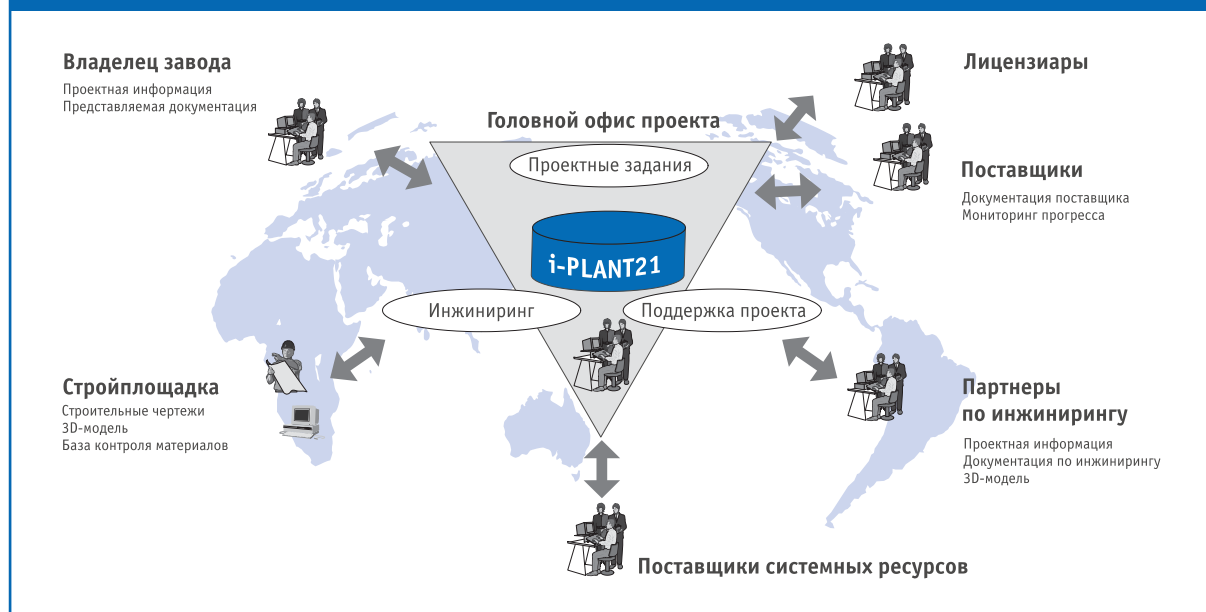 Владелец завода
Проектная информация
Представляемая документация
Лицензиары
Головной офис проекта
Проектные задания
Поставщики
Документация поставщика
Мониторинг прогресса
i-PLANT21
Инжиниринг
Поддержка проекта
Стройплощадка
Строительные чертежи
3D-модель
База контроля материалов
Партнеры
по инжинирингу
Проектная информация
Документация по инжинирингу
3D-модель
Поставщики системных ресурсов